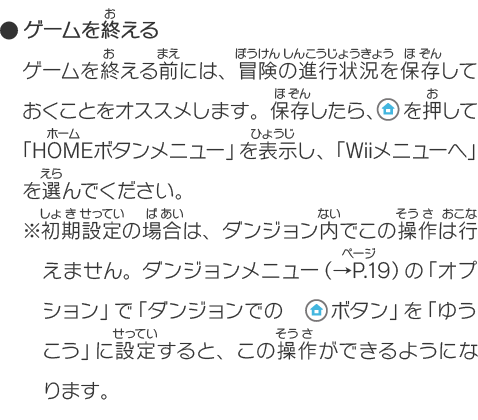 ●ゲームを終える
ゲームを終える前には、冒険の進行状況を保存して
おくことをオススメします。保存したら、を押して
「HOMEボタンメニュー」を表示し、「Wiiメニューへ」
を選んでください。
※初期設定の場合は、ダンジョン内でこの操作は行
えません。ダンジョンメニュー(→P.19)の「オプ
ション」で「ダンジョンでの ボタン」を「ゆう
こう」に設定すると、この操作ができるようにな
ります。